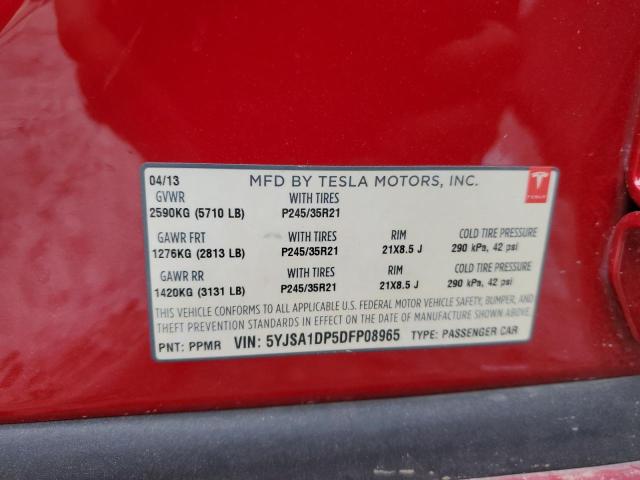 04/13 MFD BY TESLA MOTORS, INC.
GVWR WITH TIRES
2590KG (5710 LB) P245/35R21
GAWR FRT WITH TIRES RIM COLD TIRE PRESSURE
1276KG (2813 LB) P245/35R21 21X8.5 J 290 kPa, 42 psi
GAWR RR WITH TIRES RIM COLD TIRE PRESSURE
1420KG (3131 LB) P245/35R21 21X8.5 J 290 kPa, 42 psi
THIS VEHICLE CONFORMS TO ALL APPLICABLE U.S. FEDERAL MOTOR VEHICLE SAFETY, BUMPER, AND
THEFT PREVENTION STANDARDS IN EFFECT ON THE DATE OF MANUFACTURE SHOWN ABOVE.
PNT: PPMR VIN: 5YJSA1DP5DFP08965 TYPE: PASSENGER CAR
TESLA